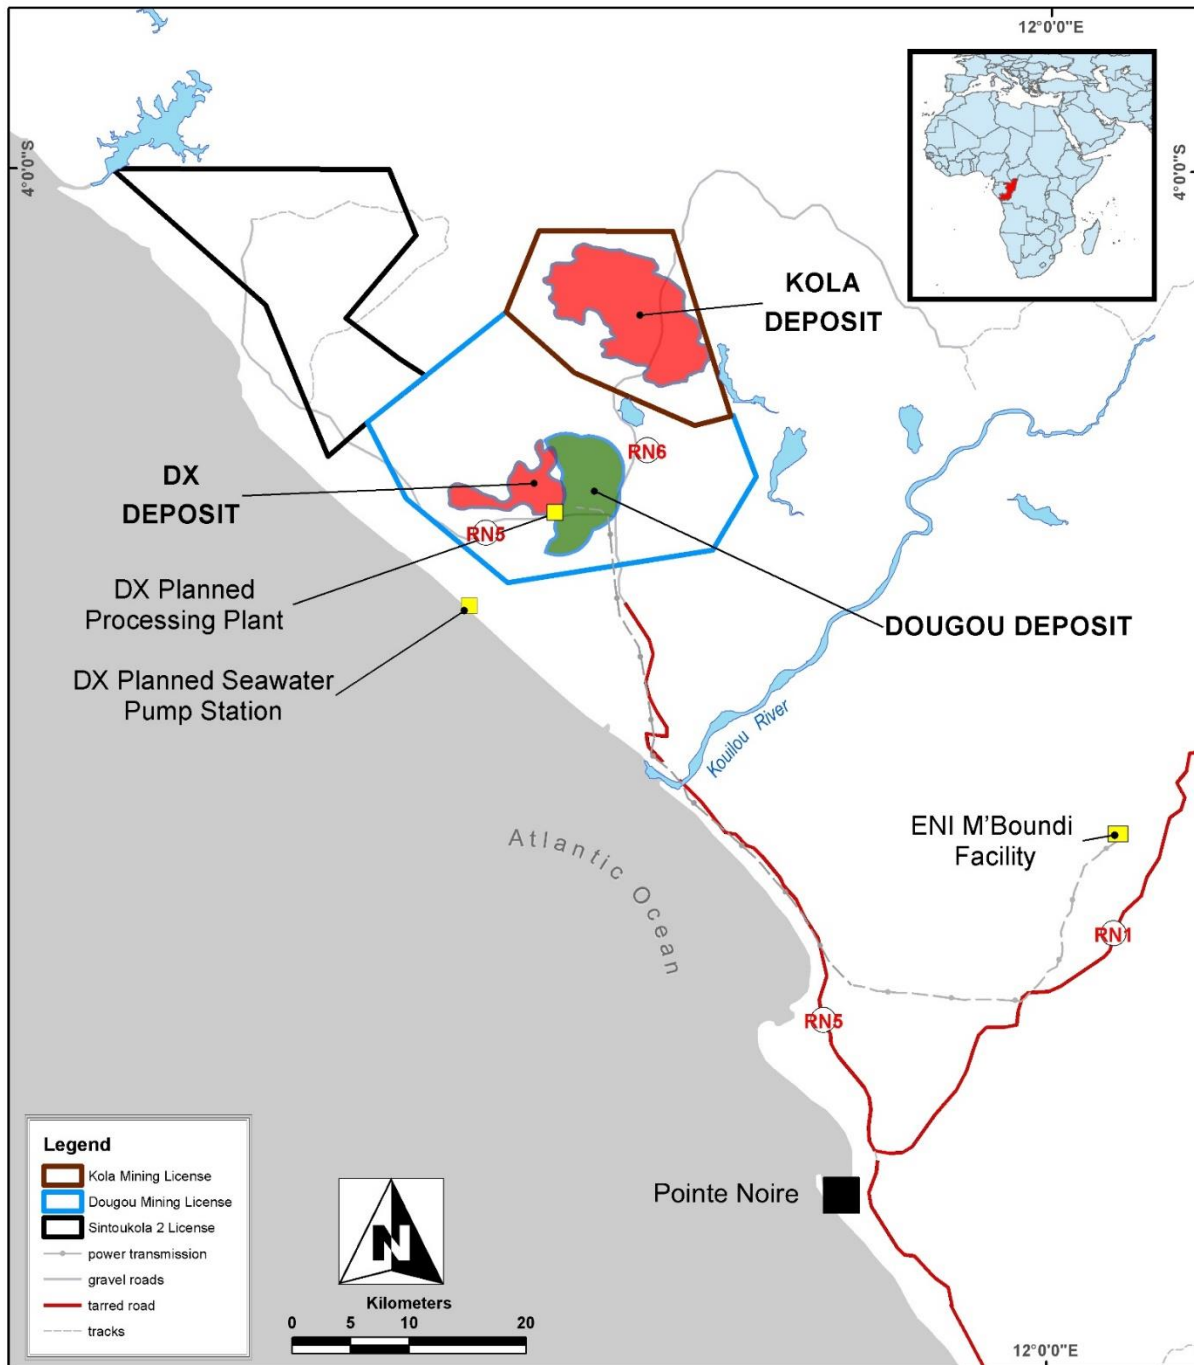 12°0'0"E
4°0'0"S
4°0'0"S
KOLA
DEPOSIT
RN6
DX
DEPOSIT
RN5
DX Planned
Processing Plant
DOUGOU DEPOSIT
DX Planned Seawater
Pump Station
Kouilou River
Atlantic Ocean
ENI M'Boundi
Facility
RN1
RN5
Pointe Noire
Legend
Kola Mining License
Dougou Mining License
Sintoukola 2 License
power transmission
gravel roads
tarred road
tracks
N
Kilometers
0 5 10 20
12°0'0"E